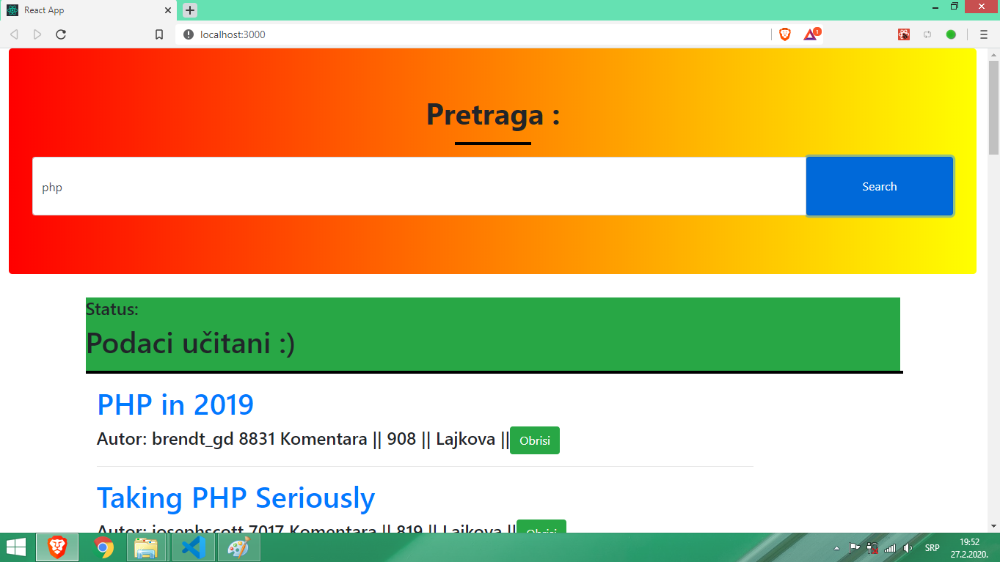 React App
localhost:3000
1
Pretraga :
php
Search
Status:
Podaci učitani :)
PHP in 2019
Autor: brendt_gd 8831 Komentara || 908 || Lajkova || Obrisi
Taking PHP Seriously
Autor: josephscott 7017 Komentara || 819 || Lajkova || Obrisi
SRP
19:52
27.2.2020.